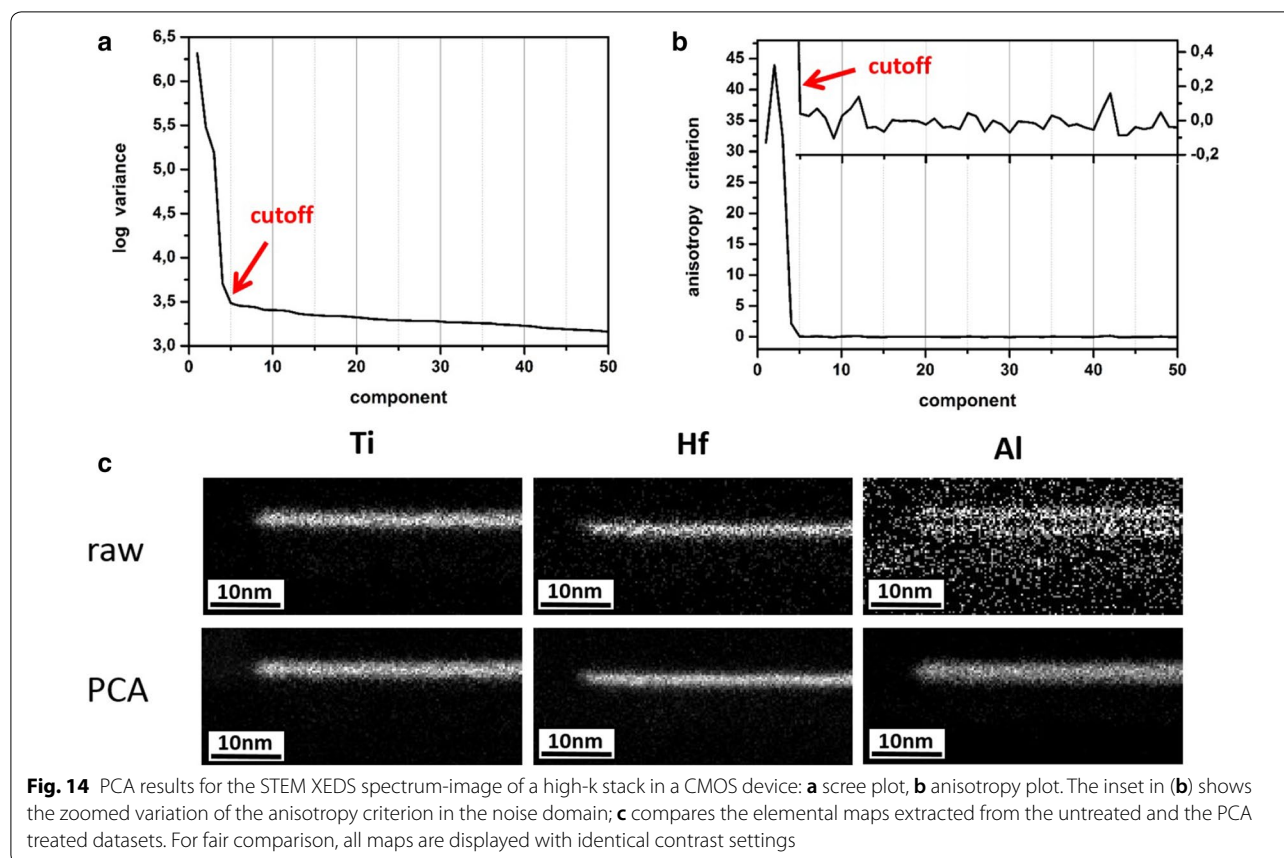 a
6,5
6,0
5,5
5,0
4,5
4,0
3,5
3,0
log variance
cutoff
0 10 20 30 40 50
component
b
45
40
35
30
25
20
15
10
5
0
anisotropy criterion
cutoff
0,4
0,2
0,0
-0,2
0 10 20 30 40 50
component
c
Ti Hf Al
raw
10nm 10nm 10nm
PCA
10nm 10nm 10nm
Fig. 14 PCA results for the STEM XEDS spectrum-image of a high-k stack in a CMOS device: a scree plot, b anisotropy plot. The inset in (b) shows
the zoomed variation of the anisotropy criterion in the noise domain; c compares the elemental maps extracted from the untreated and the PCA
treated datasets. For fair comparison, all maps are displayed with identical contrast settings